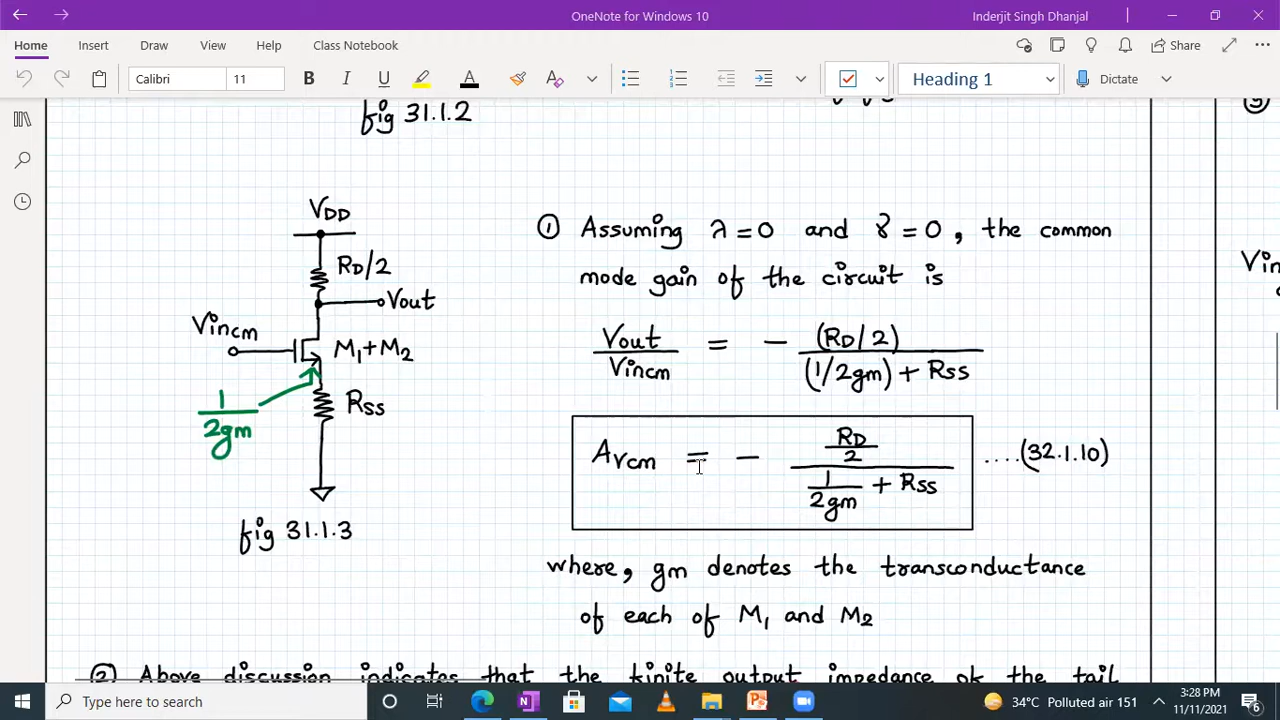 OneNote for Windows 10
Inderjit Singh Dhanjal
Home Insert Draw View Help Class Notebook
Share
Calibri 11 B I U A Heading 1 Dictate
fig 31.1.2
VDD
RD/2
Vout
Vincm
M1+M2
1/2gm
RSS
fig 31.1.3
① Assuming λ=0 and γ=0, the common
mode gain of the circuit is
Vout/Vincm = - (RD/2)/((1/2gm) + RSS)
Avcm = - (RD/2)/(1/2gm + RSS) ....(32.1.10)
where, gm denotes the transconductance
of each of M1 and M2
② Above discussion indicates that the finite output impedance of the tail
③
Vin
Type here to search
34°C Polluted air 151
3:28 PM
11/11/2021
6